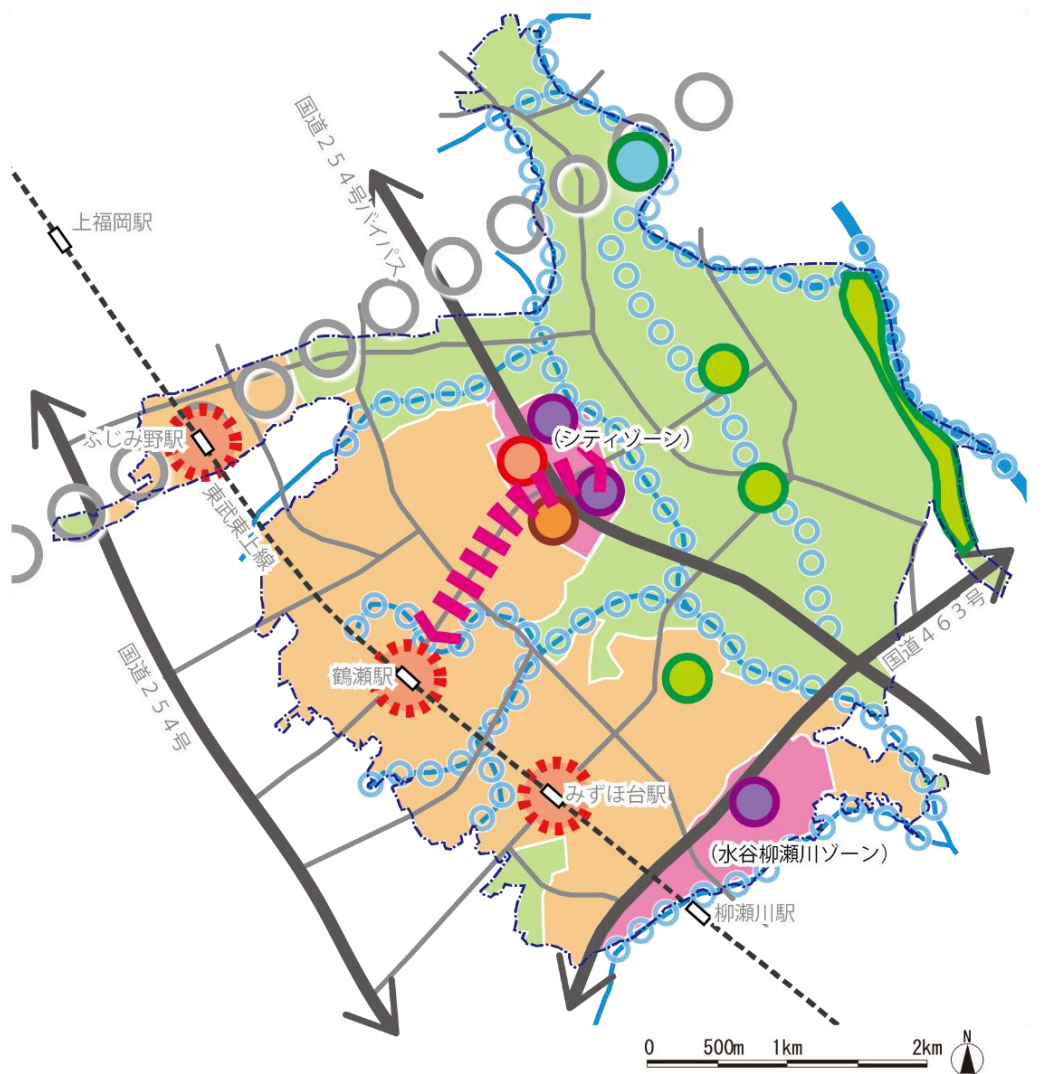 国道２５４号バイパス
上福岡駅
ふじみ野駅
(シティゾーン)
東武東上線
国道４６３号
国道２５４号
鶴瀬駅
みずほ台駅
(水谷柳瀬川ゾーン)
柳瀬川駅
0 500m 1km 2km
N